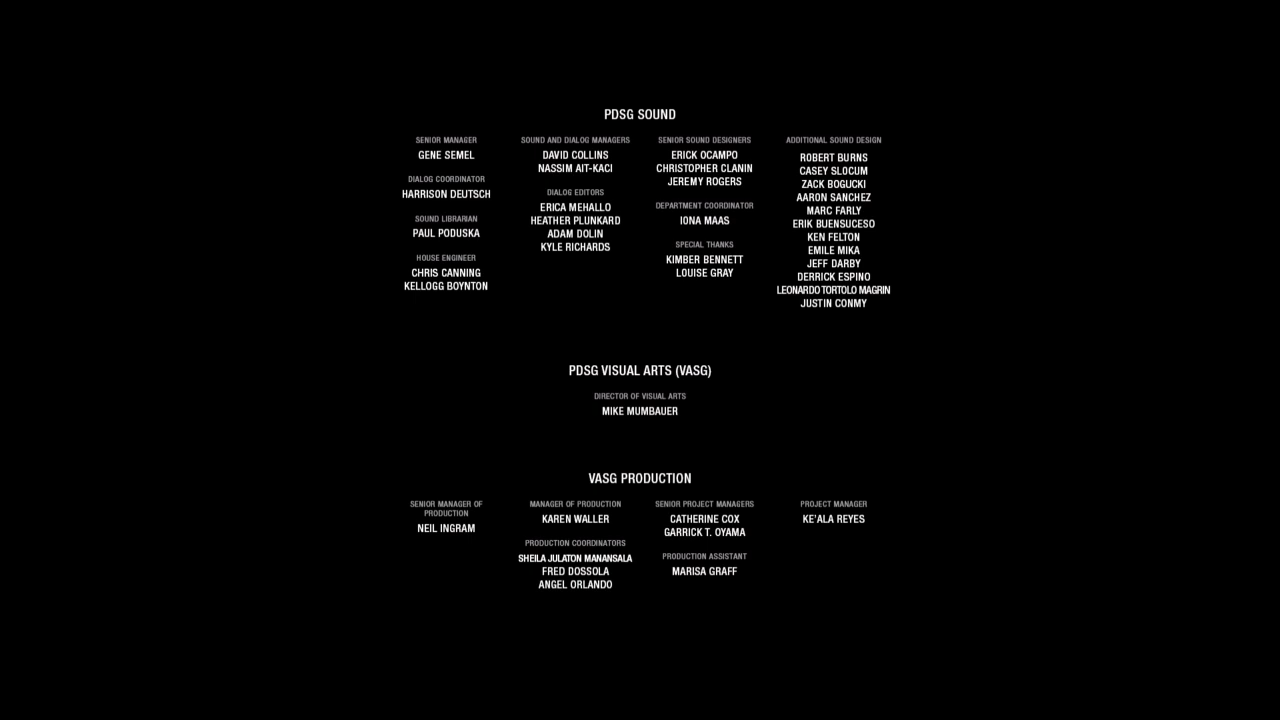 PDSG SOUND
SENIOR MANAGER
GENE SEMEL
DIALOG COORDINATOR
HARRISON DEUTSCH
SOUND LIBRARIAN
PAUL PODUSKA
HOUSE ENGINEER
CHRIS CANNING
KELLOGG BOYNTON
SOUND AND DIALOG MANAGERS
DAVID COLLINS
NASSIM AIT-KACI
DIALOG EDITORS
ERICA MEHALLO
HEATHER PLUNKARD
ADAM DOLIN
KYLE RICHARDS
SENIOR SOUND DESIGNERS
ERICK OCAMPO
CHRISTOPHER CLANIN
JEREMY ROGERS
DEPARTMENT COORDINATOR
IONA MAAS
SPECIAL THANKS
KIMBER BENNETT
LOUISE GRAY
ADDITIONAL SOUND DESIGN
ROBERT BURNS
CASEY SLOCUM
ZACK BOGUCKI
AARON SANCHEZ
MARC FARLY
ERIK BUENSUCESO
KEN FELTON
EMILE MIKA
JEFF DARBY
DERRICK ESPINO
LEONARDO TORTOLO MAGRIN
JUSTIN CONMY
PDSG VISUAL ARTS (VASG)
DIRECTOR OF VISUAL ARTS
MIKE MUMBAUER
VASG PRODUCTION
SENIOR MANAGER OF
PRODUCTION
NEIL INGRAM
MANAGER OF PRODUCTION
KAREN WALLER
PRODUCTION COORDINATORS
SHEILA JULATON MANANSALA
FRED DOSSOLA
ANGEL ORLANDO
SENIOR PROJECT MANAGERS
CATHERINE COX
GARRICK T. OYAMA
PRODUCTION ASSISTANT
MARISA GRAFF
PROJECT MANAGER
KE'ALA REYES